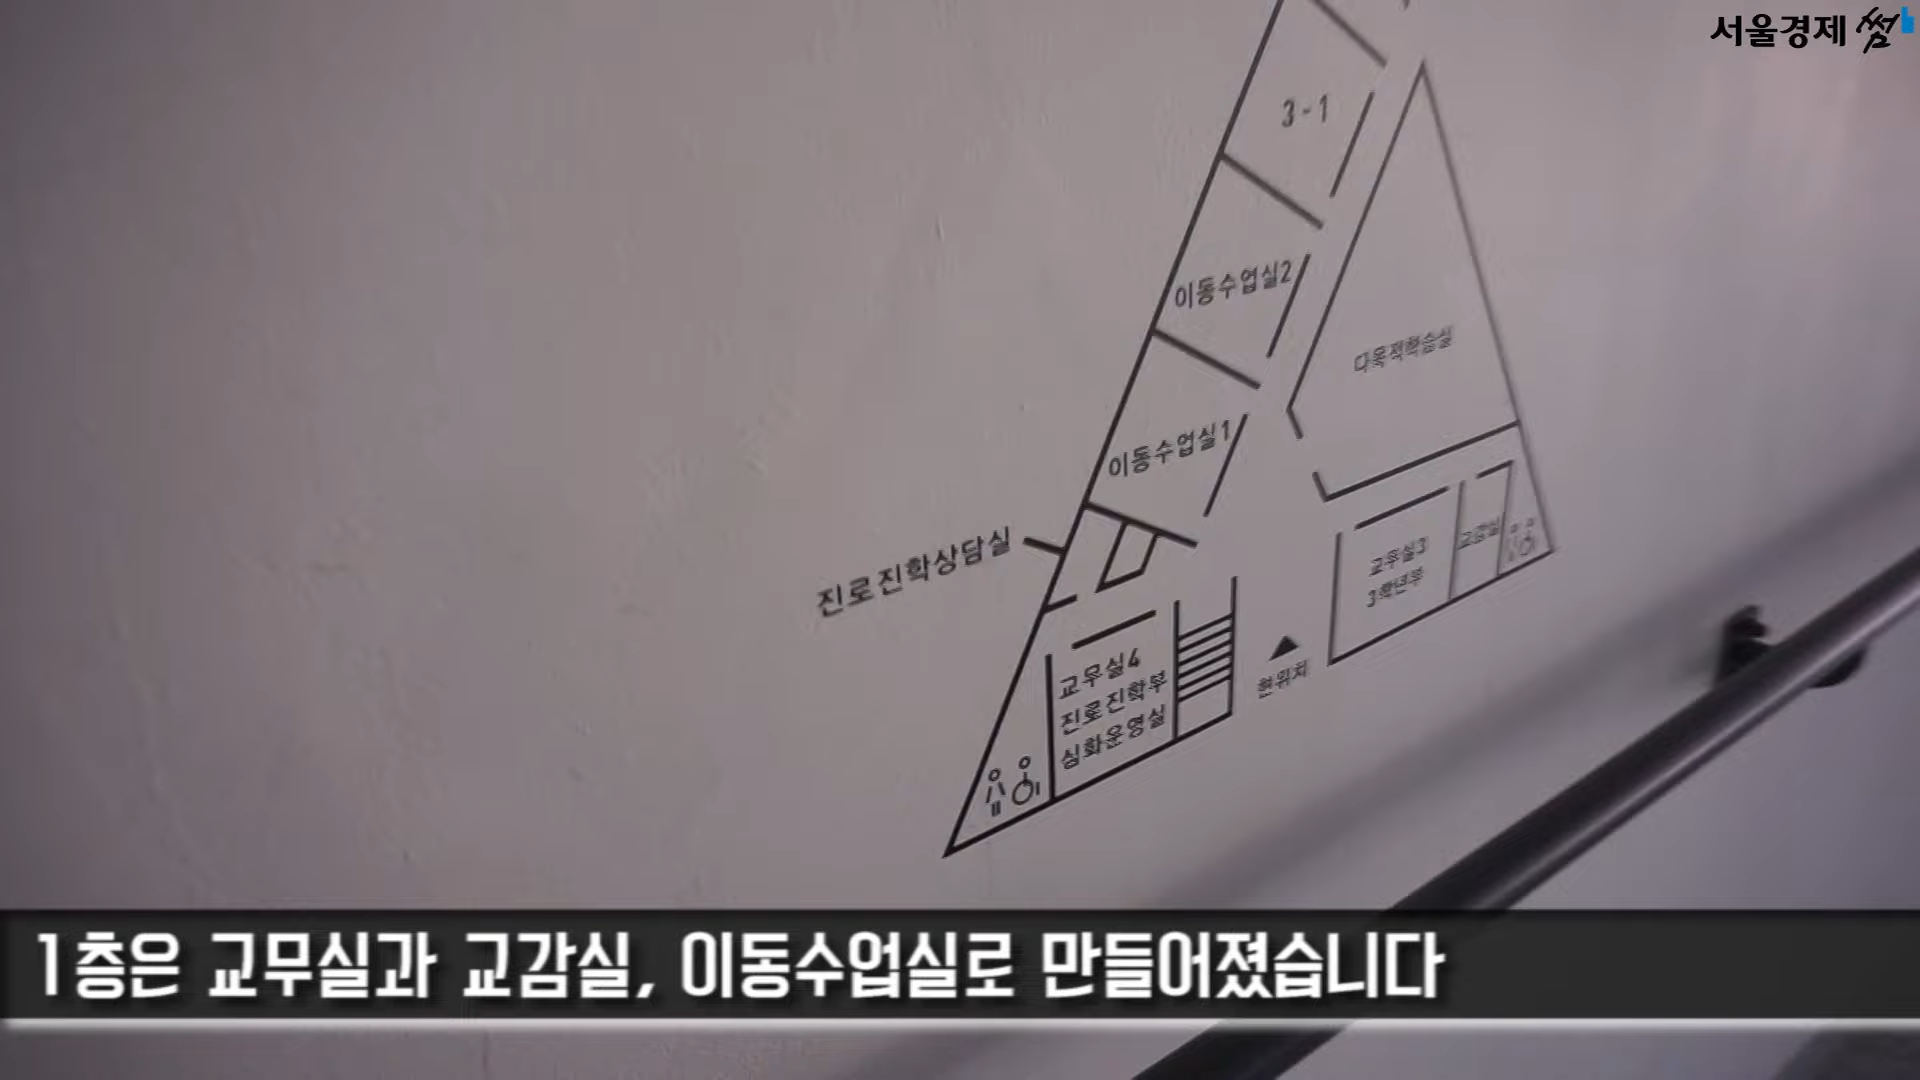 서울경제 썸
3-1
이동수업실2
다목적학습실
이동수업실1
진로진학상담실
교무실3
3학년부
교감실
교무실4
진로진학부
심화운영실
현위치
1층은 교무실과 교감실, 이동수업실로 만들어졌습니다